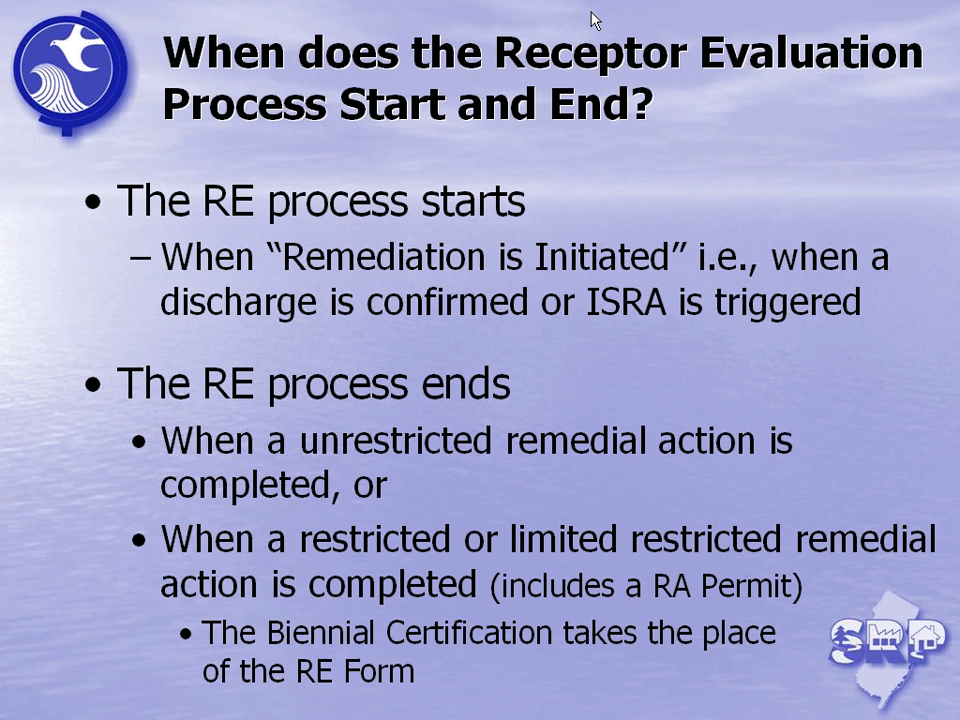 When does the Receptor Evaluation
Process Start and End?
• The RE process starts
– When “Remediation is Initiated” i.e., when a
discharge is confirmed or ISRA is triggered
• The RE process ends
• When a unrestricted remedial action is
completed, or
• When a restricted or limited restricted remedial
action is completed (includes a RA Permit)
• The Biennial Certification takes the place
of the RE Form
SRP